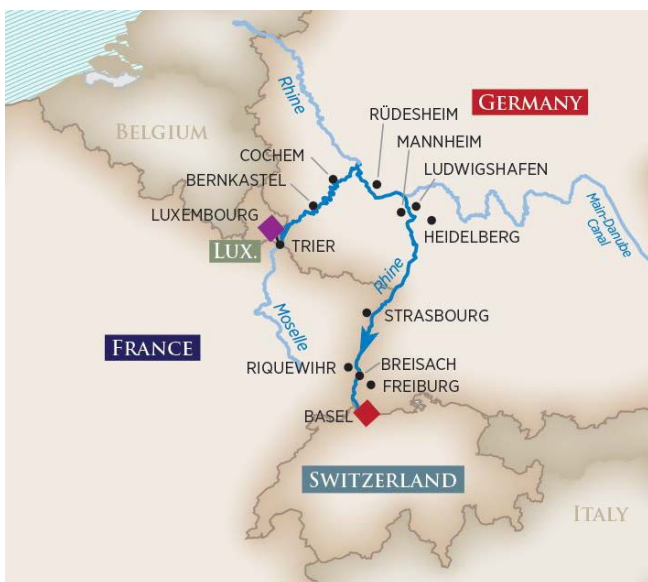 Rhine
RÜDESHEIM
GERMANY
BELGIUM
MANNHEIM
COCHEM
LUDWIGSHAFEN
BERNKASTEL
LUXEMBOURG
HEIDELBERG
Main-Danube
Canal
LUX.
TRIER
Rhine
Moselle
STRASBOURG
FRANCE
RIQUEWIHR
BREISACH
FREIBURG
BASEL
SWITZERLAND
ITALY